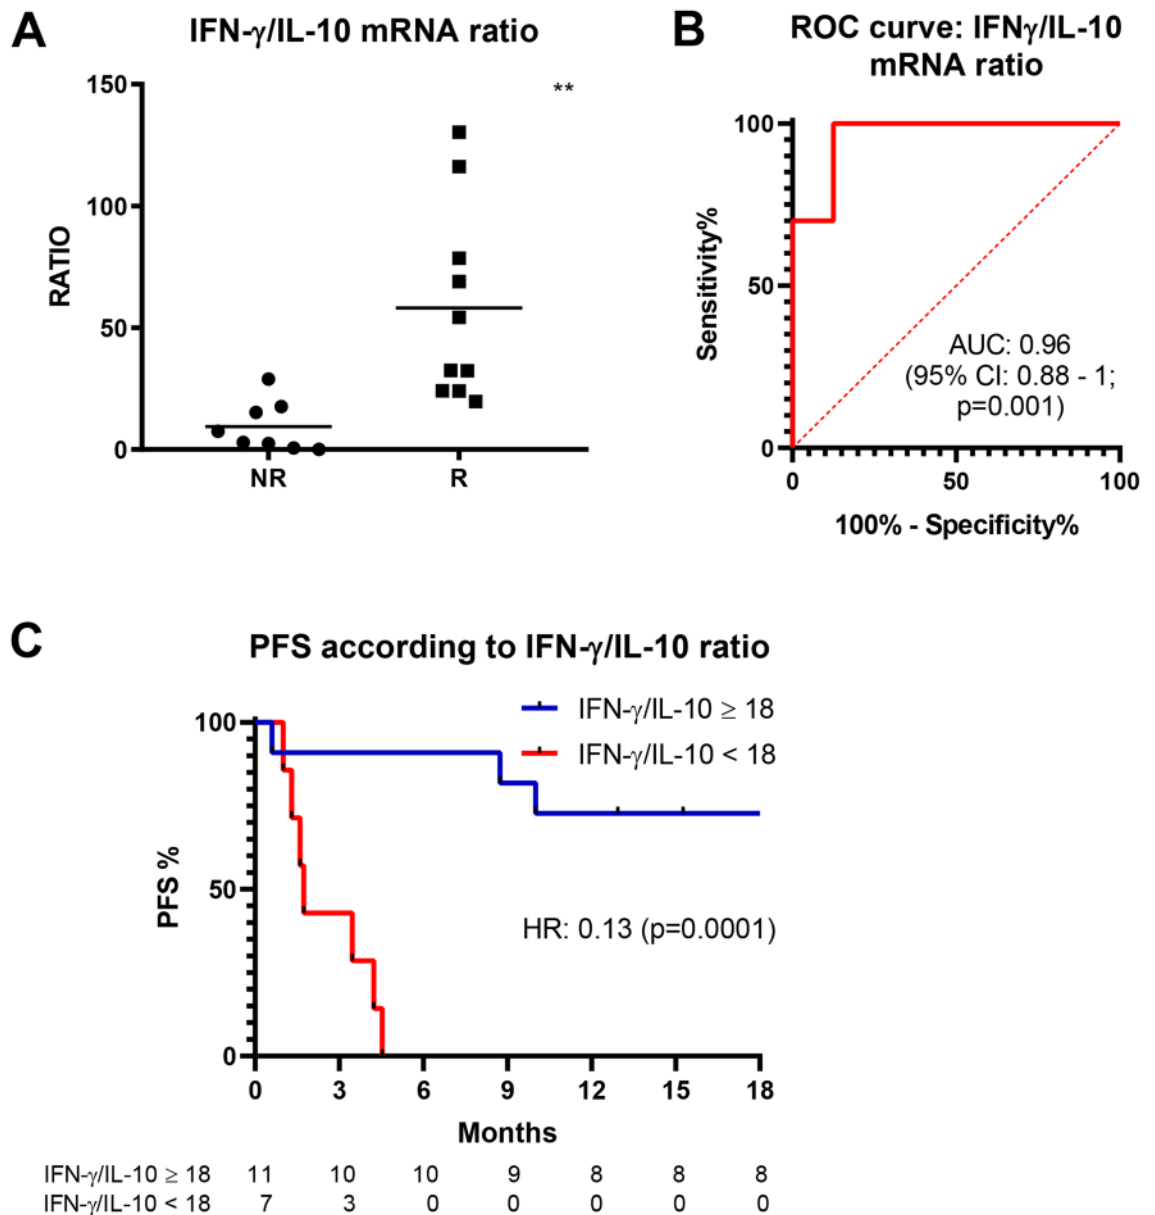 A
IFN-γ/IL-10 mRNA ratio
**
RATIO
150
100
50
0
NR
R
B
ROC curve: IFNγ/IL-10
mRNA ratio
Sensitivity%
100
50
0
AUC: 0.96
(95% CI: 0.88 - 1;
p=0.001)
0
50
100
100% - Specificity%
C
PFS according to IFN-γ/IL-10 ratio
IFN-γ/IL-10 ≥ 18
IFN-γ/IL-10 < 18
PFS %
100
50
0
HR: 0.13 (p=0.0001)
0 3 6 9 12 15 18
Months
IFN-γ/IL-10 ≥ 18 11 10 10 9 8 8 8
IFN-γ/IL-10 < 18 7 3 0 0 0 0 0